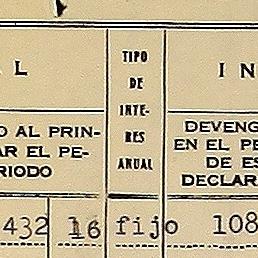 L
TIPO
DE
INTE-
RES
ANUAL
I N
O AL PRIN-
AR EL PE-
RIODO
DEVENG
EN EL PE
DE ES
DECLAR
432 16 fijo 108